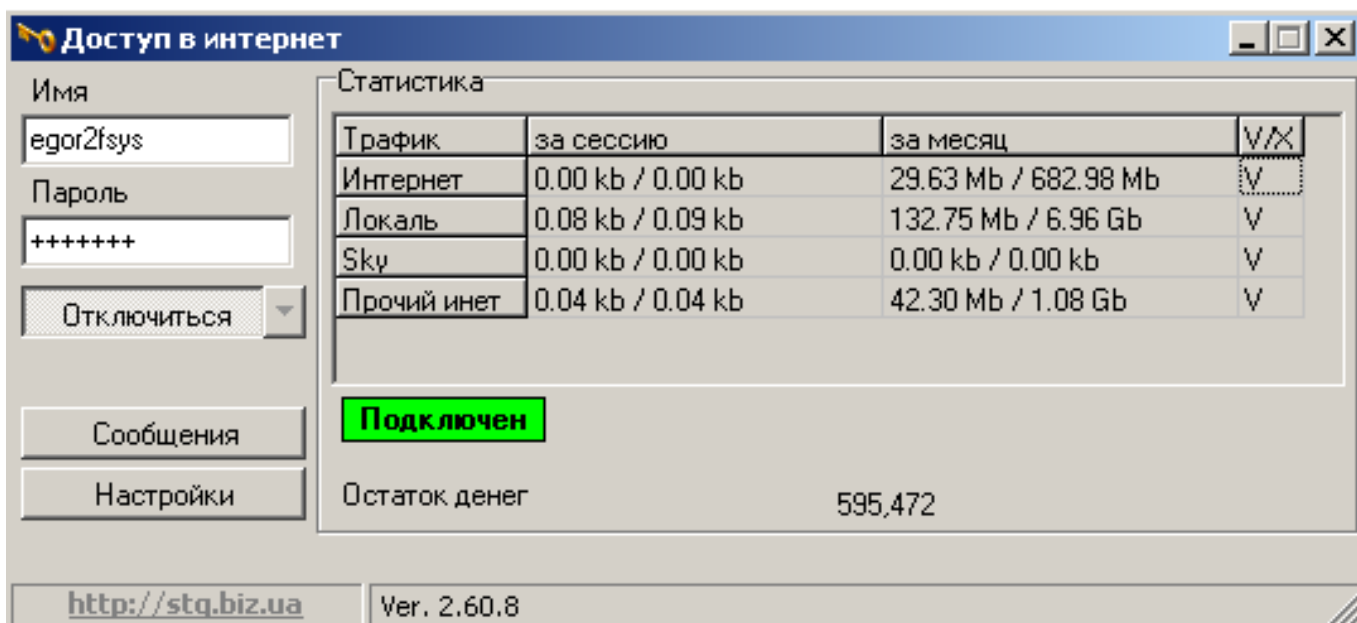 Доступ в интернет
Имя
egor2fsys
Пароль
+++++++
Отключиться
Сообщения
Настройки
Статистика
Трафик за сессию за месяц V/X
Интернет 0.00 kb / 0.00 kb 29.63 Mb / 682.98 Mb V
Локаль 0.08 kb / 0.09 kb 132.75 Mb / 6.96 Gb V
Sky 0.00 kb / 0.00 kb 0.00 kb / 0.00 kb V
Прочий инет 0.04 kb / 0.04 kb 42.30 Mb / 1.08 Gb V
Подключен
Остаток денег 595,472
http://stg.biz.ua Ver. 2.60.8